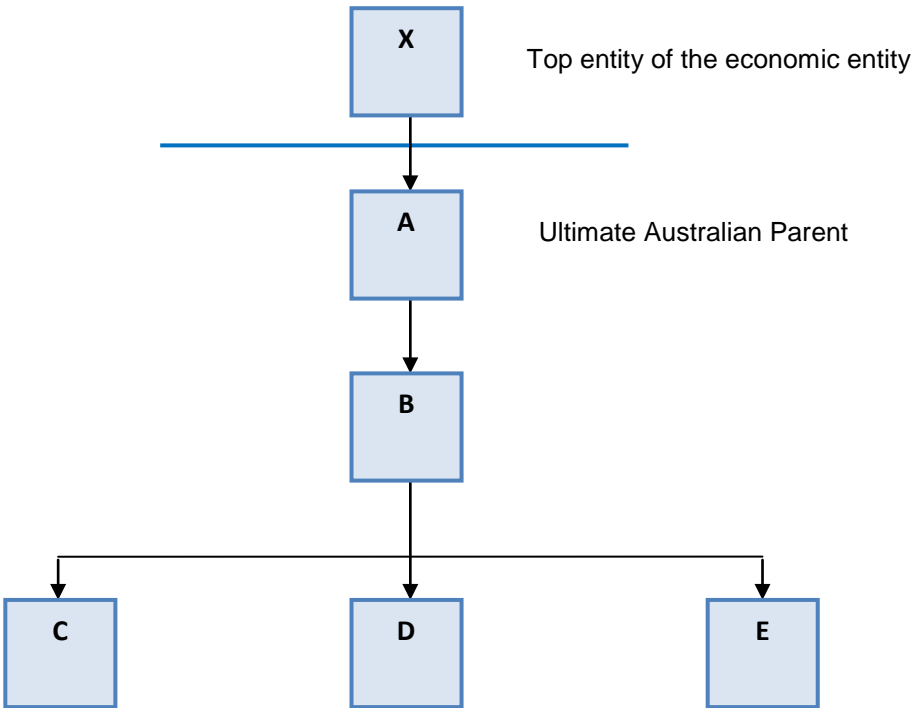 X
Top entity of the economic entity
A
Ultimate Australian Parent
B
C
D
E